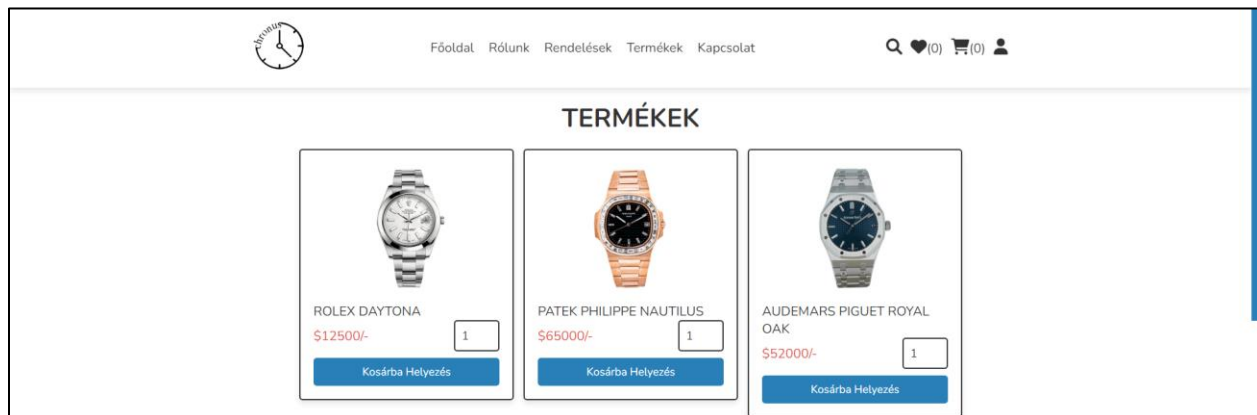 chronus
Főoldal Rólunk Rendelések Termékek Kapcsolat
(0) (0)
TERMÉKEK
ROLEX DAYTONA
$12500/-
1
Kosárba Helyezés
PATEK PHILIPPE NAUTILUS
$65000/-
1
Kosárba Helyezés
AUDEMARS PIGUET ROYAL
OAK
$52000/-
1
Kosárba Helyezés